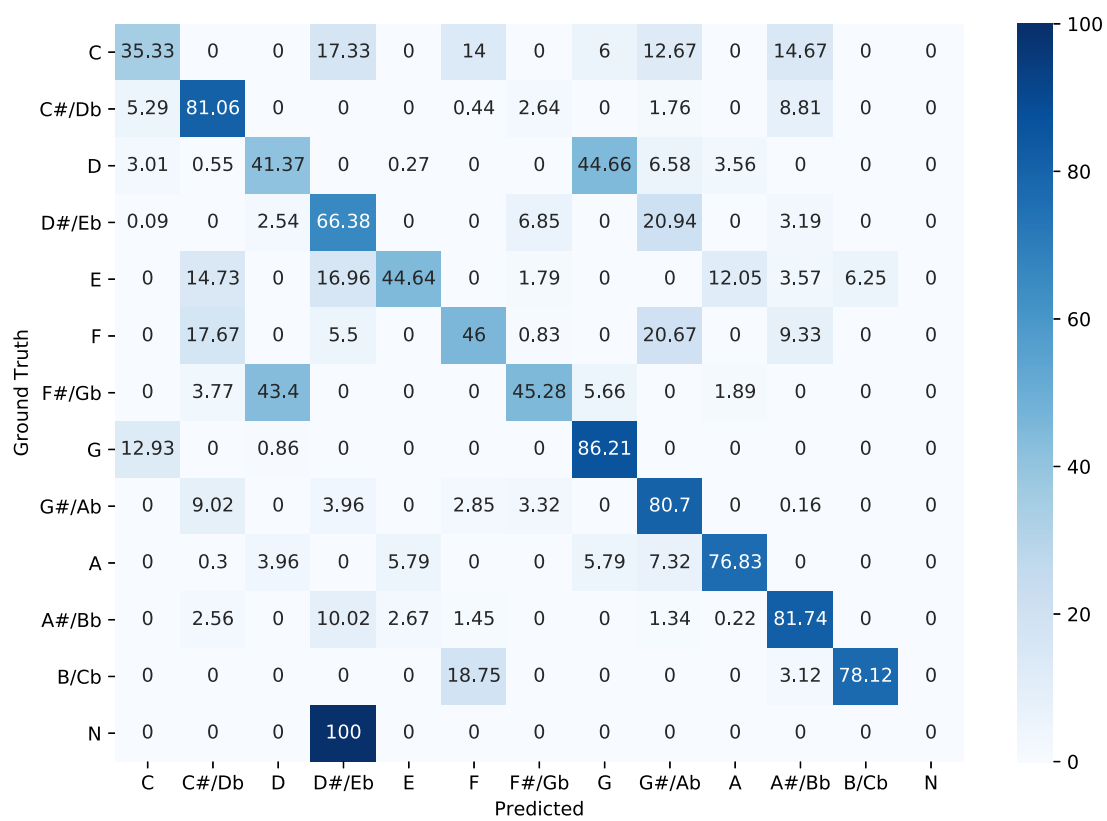 C 35.33 0 0 17.33 0 14 0 6 12.67 0 14.67 0 0
C#/Db 5.29 81.06 0 0 0 0.44 2.64 0 1.76 0 8.81 0 0
D 3.01 0.55 41.37 0 0.27 0 0 44.66 6.58 3.56 0 0 0
D#/Eb 0.09 0 2.54 66.38 0 0 6.85 0 20.94 0 3.19 0 0
E 0 14.73 0 16.96 44.64 0 1.79 0 0 12.05 3.57 6.25 0
F 0 17.67 0 5.5 0 46 0.83 0 20.67 0 9.33 0 0
F#/Gb 0 3.77 43.4 0 0 0 45.28 5.66 0 1.89 0 0 0
G 12.93 0 0.86 0 0 0 0 86.21 0 0 0 0 0
G#/Ab 0 9.02 0 3.96 0 2.85 3.32 0 80.7 0 0.16 0 0
A 0 0.3 3.96 0 5.79 0 0 5.79 7.32 76.83 0 0 0
A#/Bb 0 2.56 0 10.02 2.67 1.45 0 0 1.34 0.22 81.74 0 0
B/Cb 0 0 0 0 0 18.75 0 0 0 0 3.12 78.12 0
N 0 0 0 100 0 0 0 0 0 0 0 0 0
C C#/Db D D#/Eb E F F#/Gb G G#/Ab A A#/Bb B/Cb N
Predicted
Ground Truth
100
80
60
40
20
0